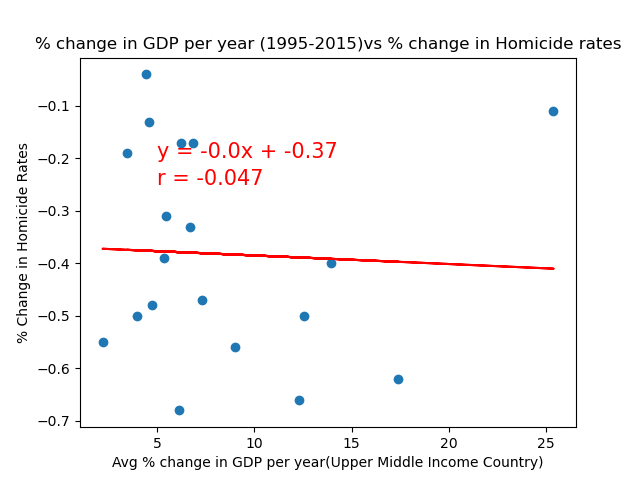 % change in GDP per year (1995-2015)vs % change in Homicide rates
% Change in Homicide Rates
−0.1
−0.2
−0.3
−0.4
−0.5
−0.6
−0.7
y = -0.0x + -0.37
r = -0.047
5 10 15 20 25
Avg % change in GDP per year(Upper Middle Income Country)